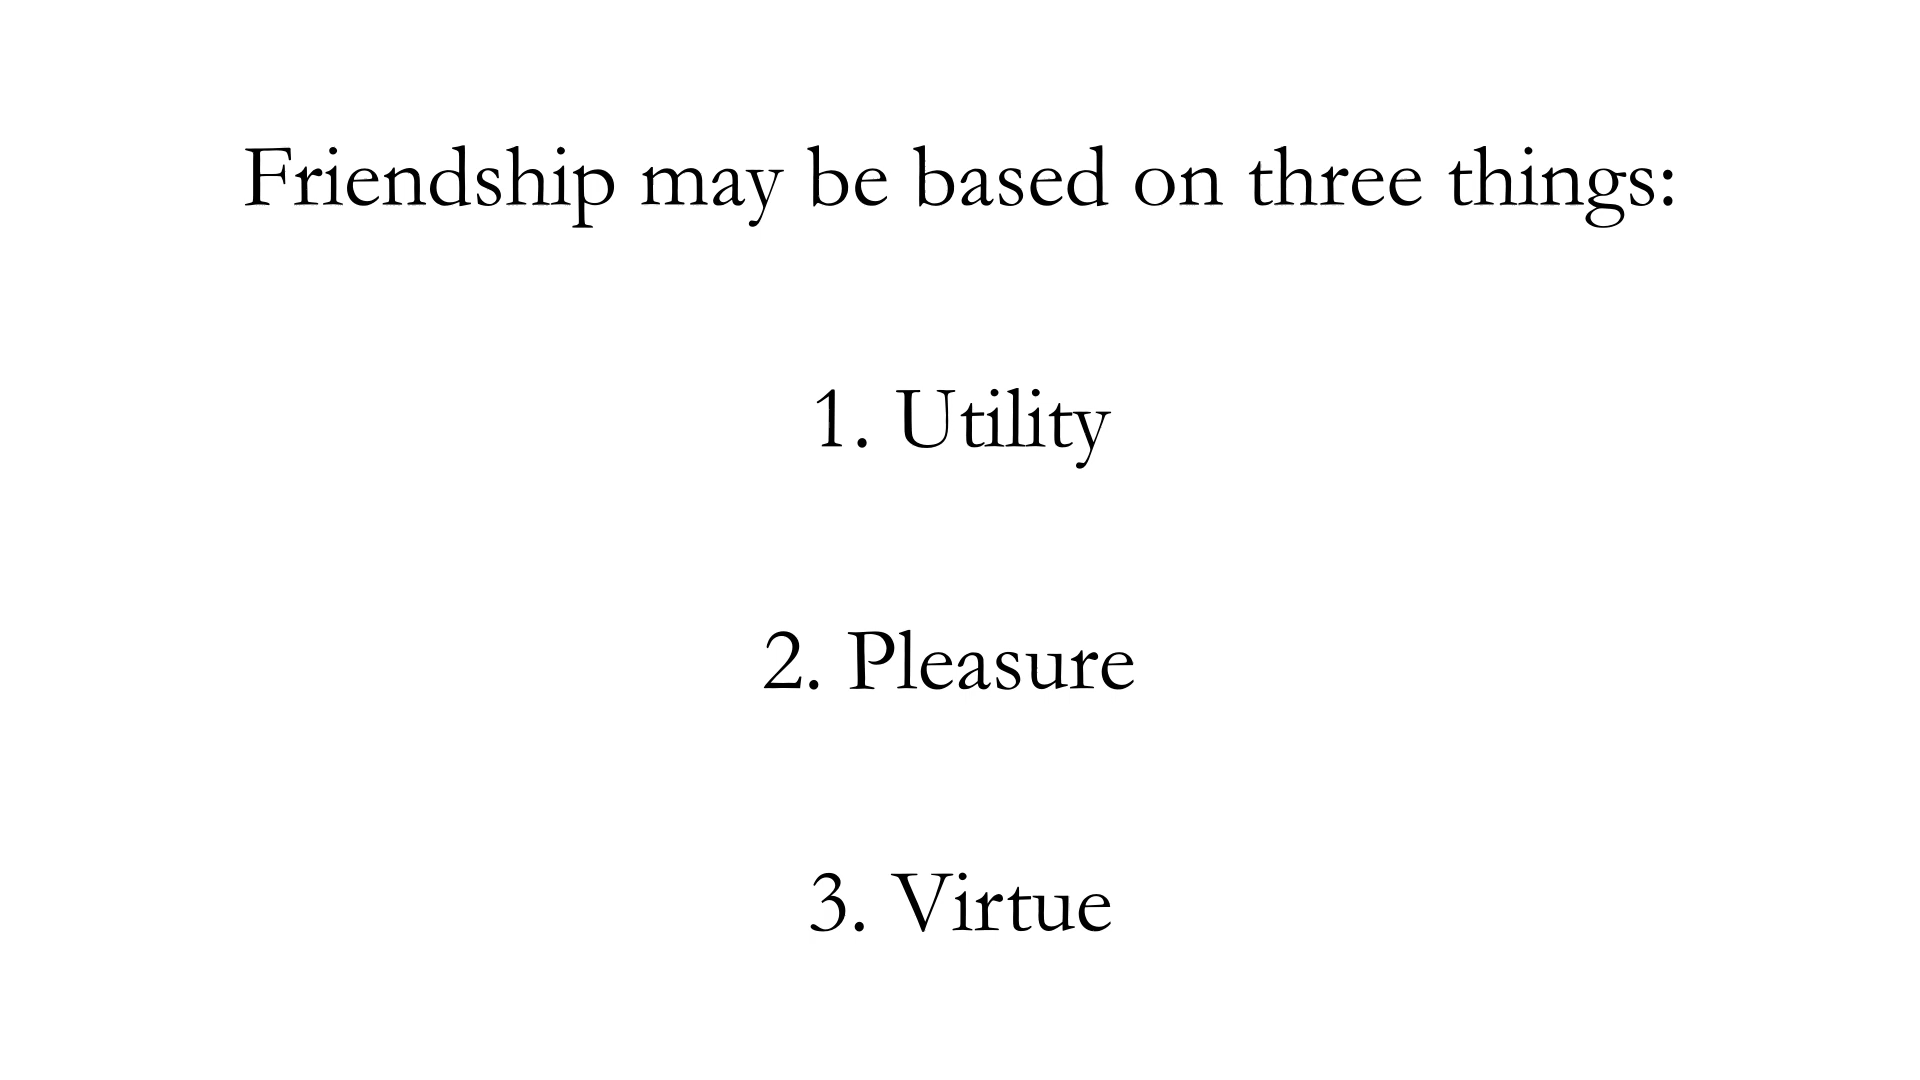 Friendship may be based on three things:
1. Utility
2. Pleasure
3. Virtue